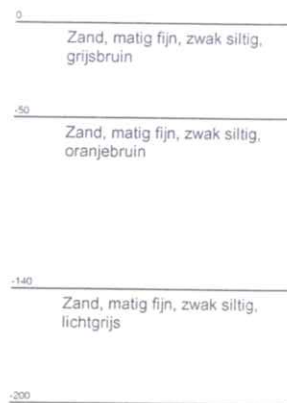 0
Zand, matig fijn, zwak siltig,
grijsbruin
-50
Zand, matig fijn, zwak siltig,
oranjebruin
-140
Zand, matig fijn, zwak siltig,
lichtgrijs
-200